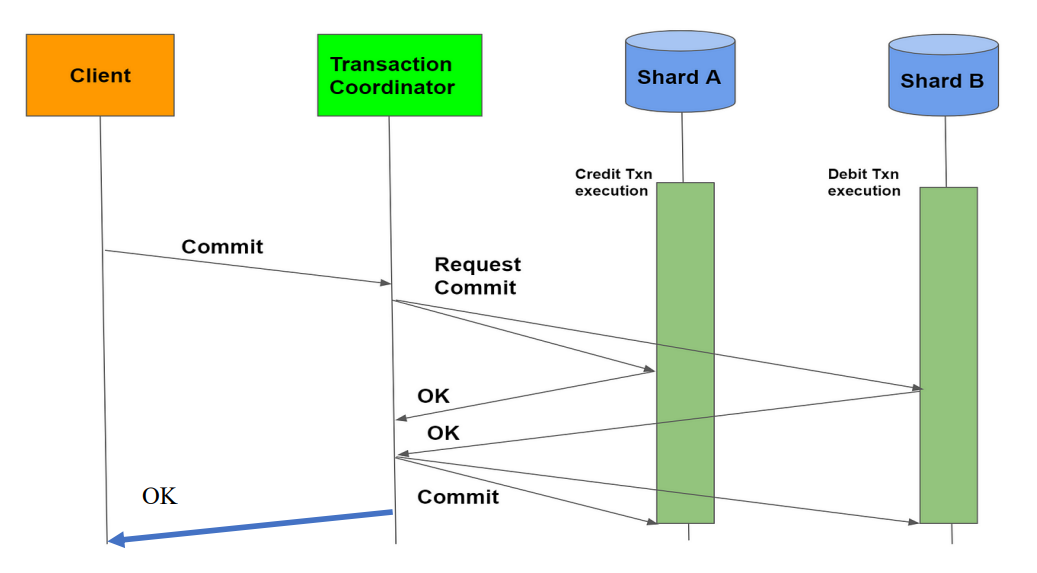 Client
Transaction
Coordinator
Shard A
Shard B
Credit Txn
execution
Debit Txn
execution
Commit
Request
Commit
OK
OK
Commit
OK